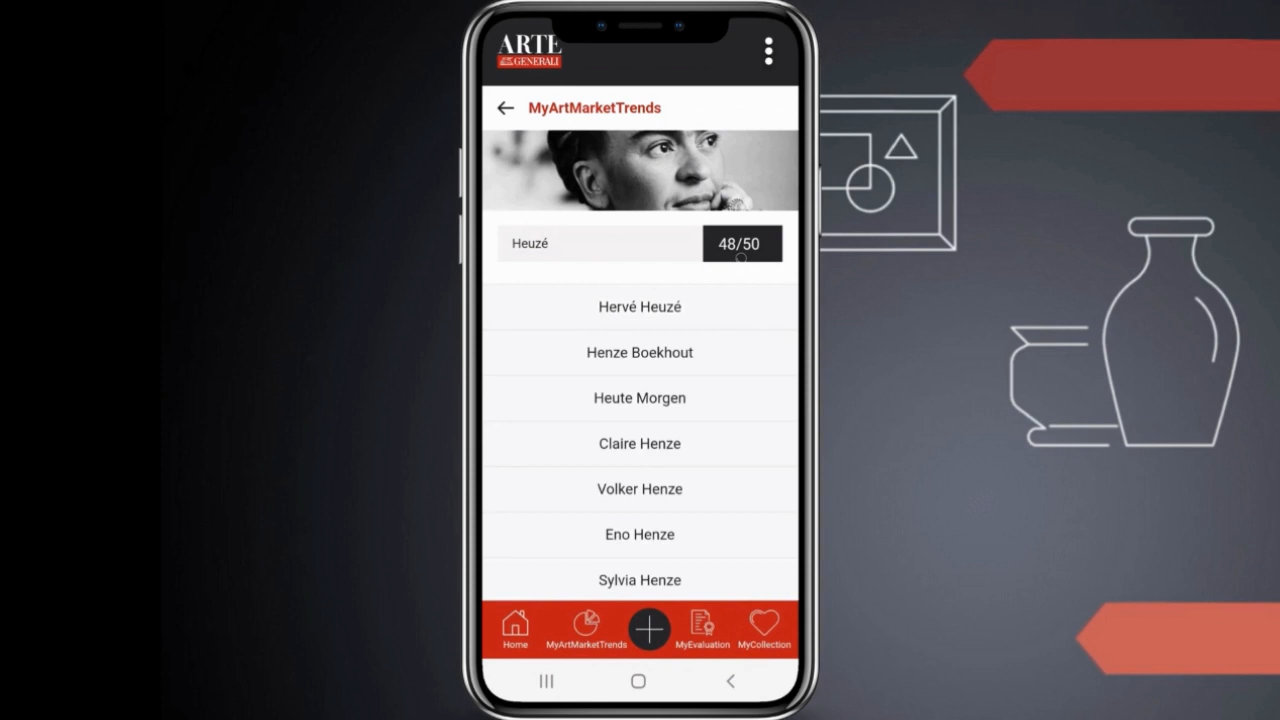 ARTE
GENERALI
MyArtMarketTrends
Heuzé
48/50
Hervé Heuzé
Henze Boekhout
Heute Morgen
Claire Henze
Volker Henze
Eno Henze
Sylvia Henze
Home
MyArtMarketTrends
MyEvaluation
MyCollection